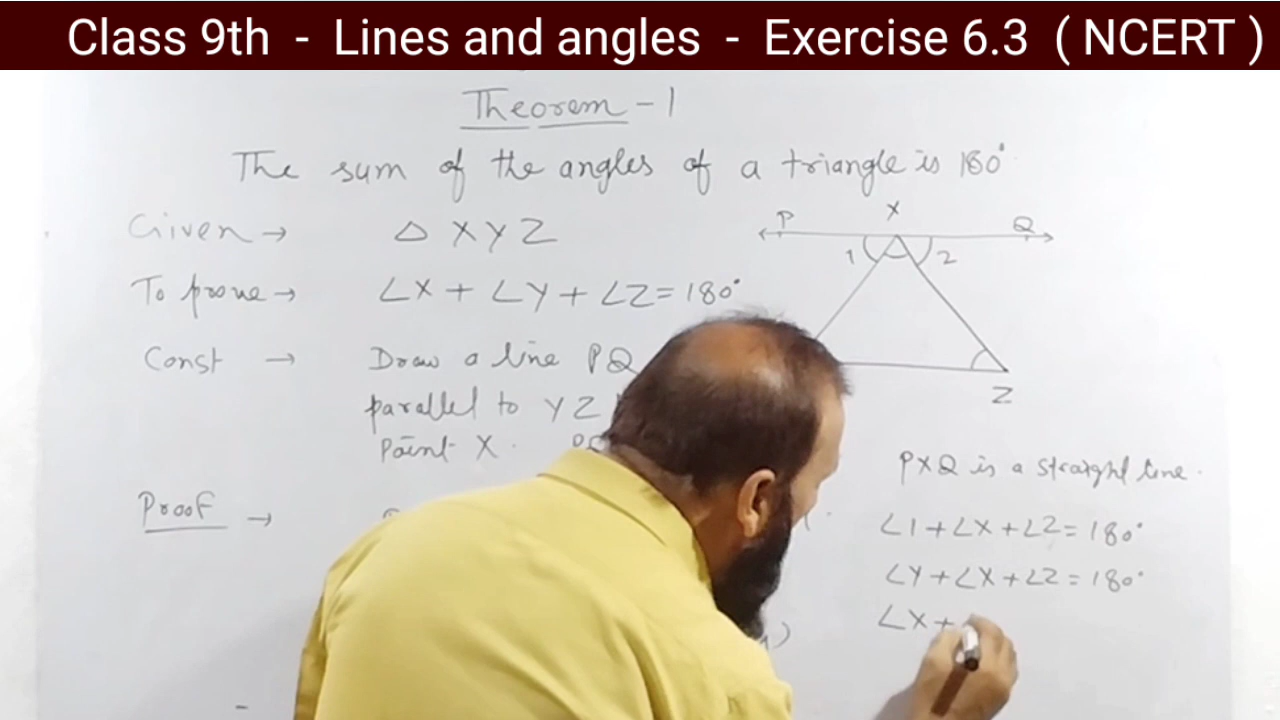 Class 9th - Lines and angles - Exercise 6.3 ( NCERT )
Theorem - 1
The sum of the angles of a triangle is 180°
Given → △ XYZ
To prove → ∠X + ∠Y + ∠Z = 180°
Const → Draw a line PQ
parallel to YZ
Point X.
Proof →
P X Q
1 2
Z
PXQ is a straight line.
∠1 + ∠X + ∠2 = 180°
∠Y + ∠X + ∠Z = 180°
∠X +